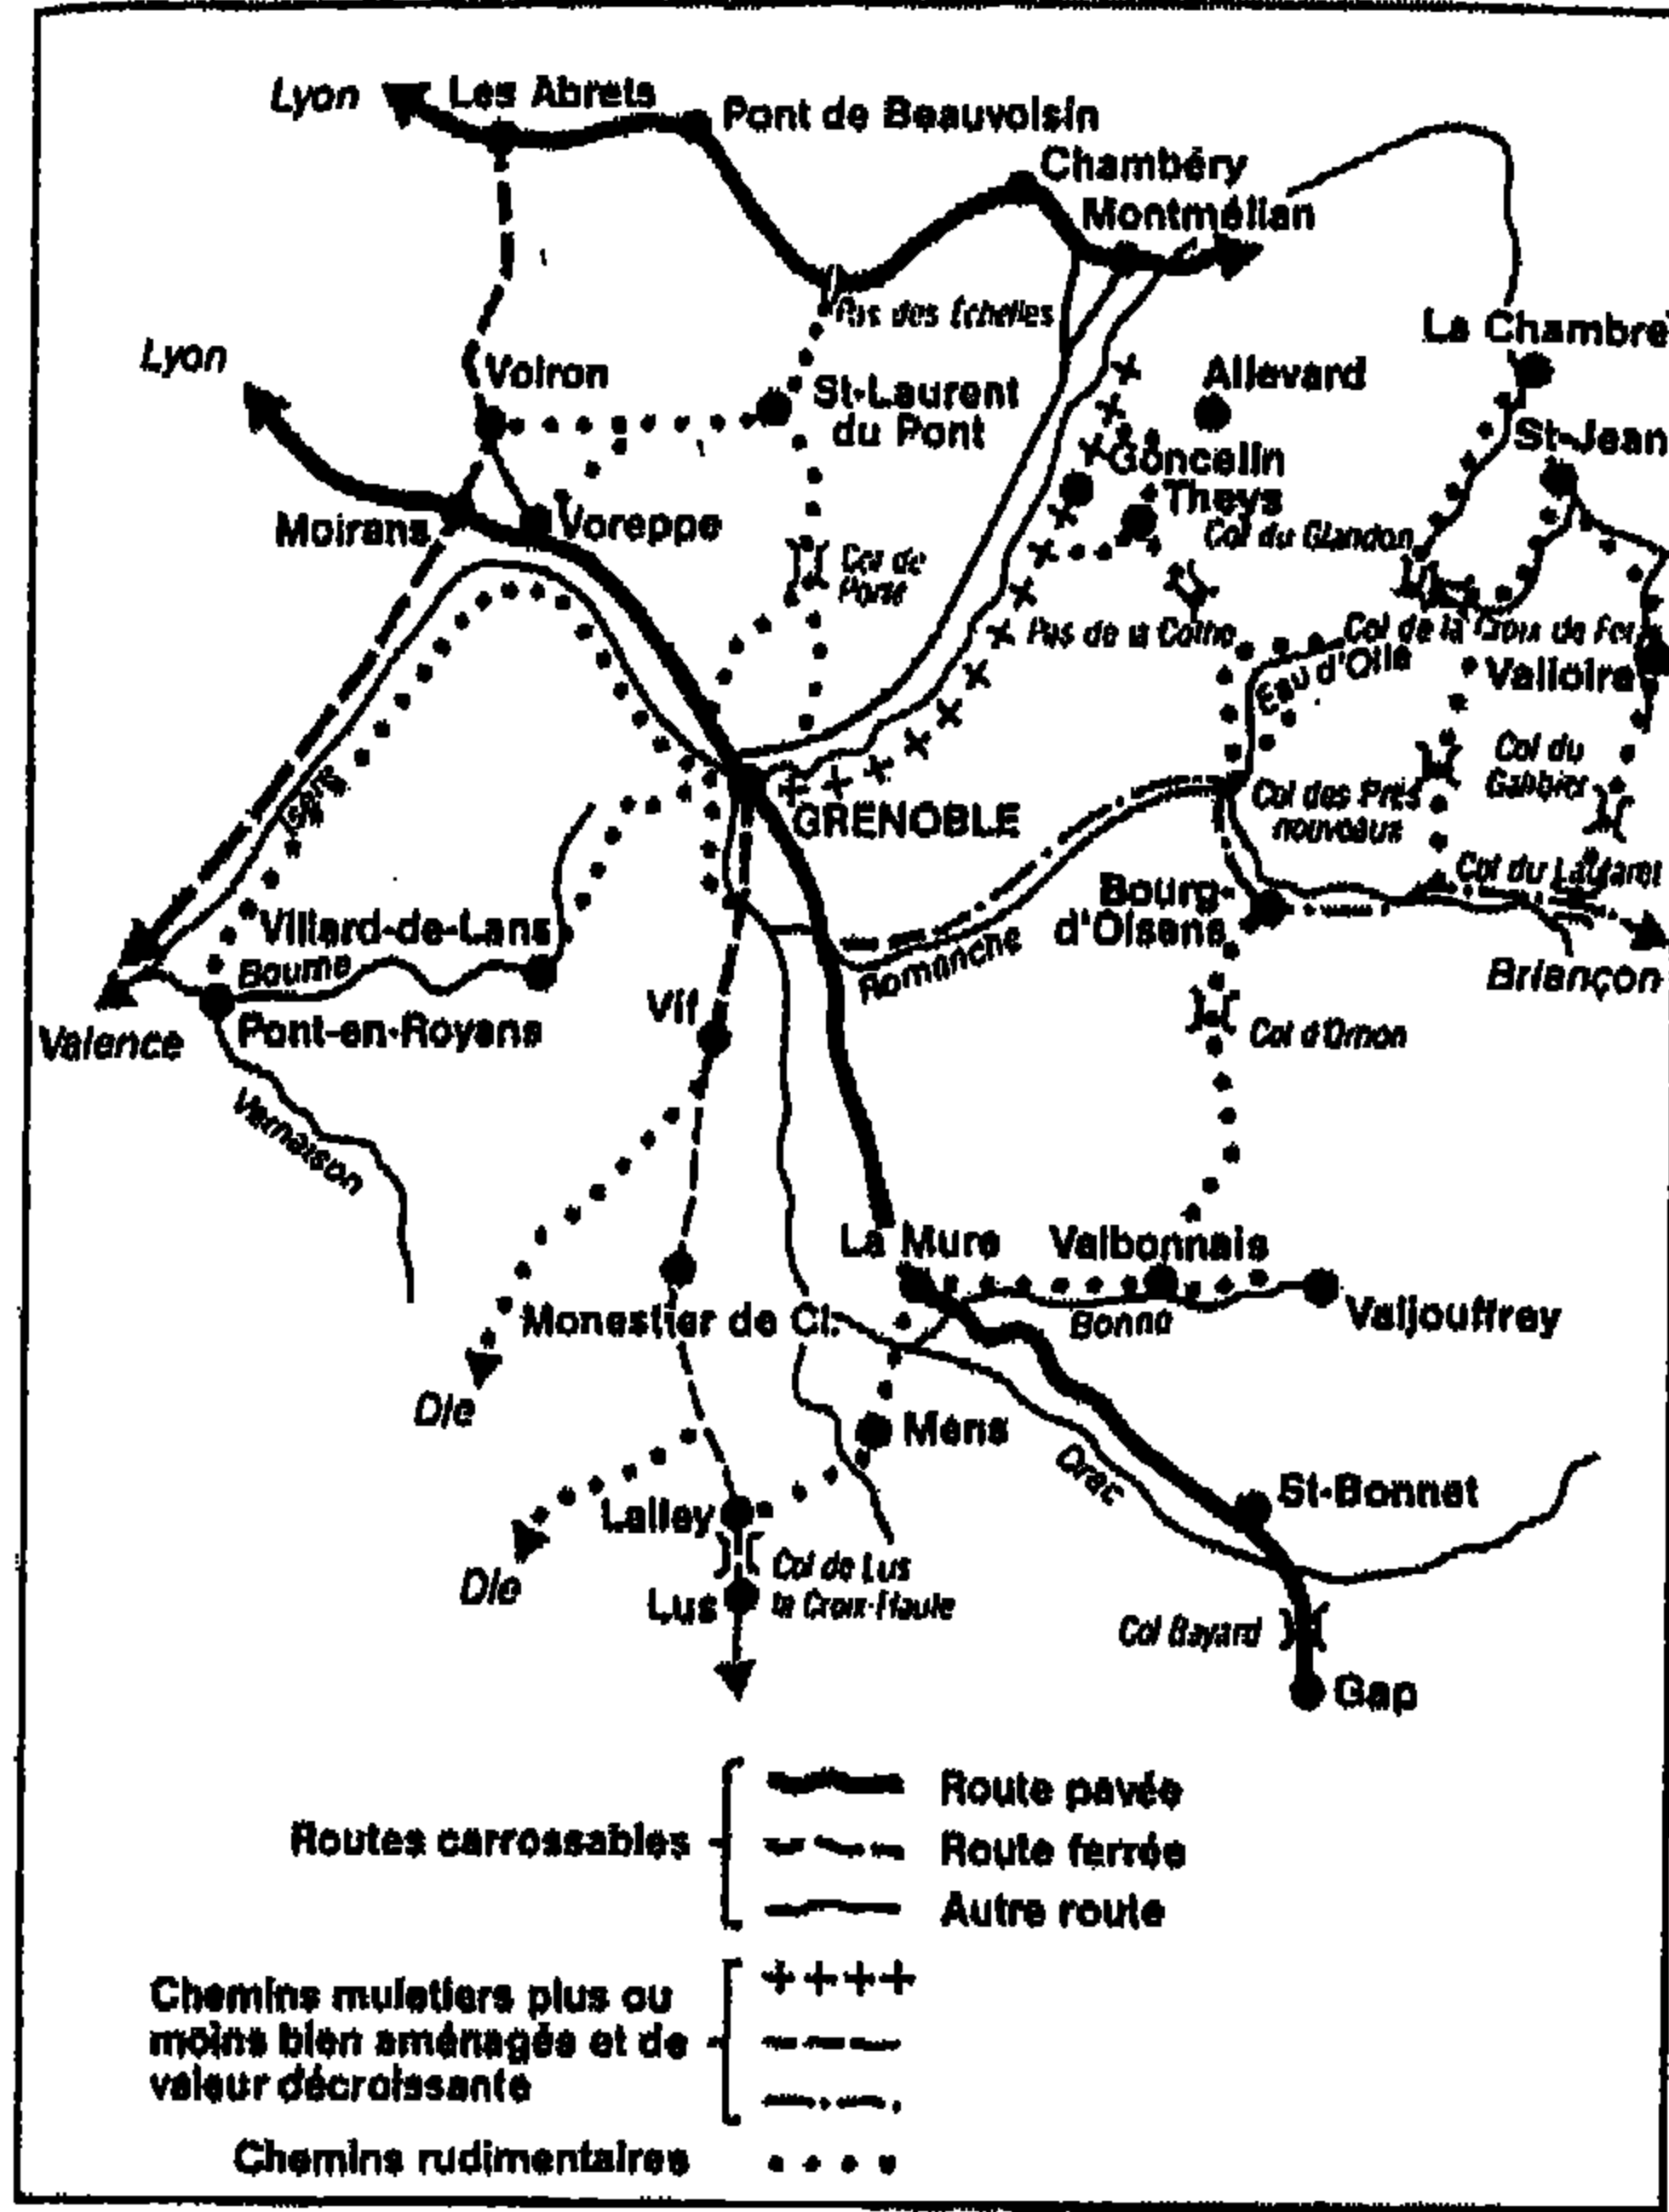 Lyon
Les Abrets
Pont de Beauvoisin
Chambéry
Montmélian
Pas des Echelles
La Chambre
Lyon
Voiron
Allevard
St-Laurent
du Pont
St-Jean
Goncelin
Theys
Moirans
Voreppe
Col du Glandon
Col de
Porte
Pas de la Coche
Col de la Croix de Fer
Eau d'Olle
Valloire
Isère
Col du
Galibier
Col des Prés
nouveaux
GRENOBLE
Col du Lautaret
Bourg-
d'Oisans
Villard-de-Lans
Bourne
Romanche
Briançon
Vif
Valence
Pont-en-Royans
Col d'Ornon
Vernaison
La Mure
Valbonnais
Monestier de Cl.
Bonne
Valjouffrey
Die
Mens
Drac
St-Bonnet
Lalley
Col de Lus
la Croix-Haute
Die
Lus
Col Bayard
Gap
Routes carrossables
Route pavée
Route ferrée
Autre route
Chemins muletiers plus ou
moins bien aménagés et de
valeur décroissante
Chemins rudimentaires